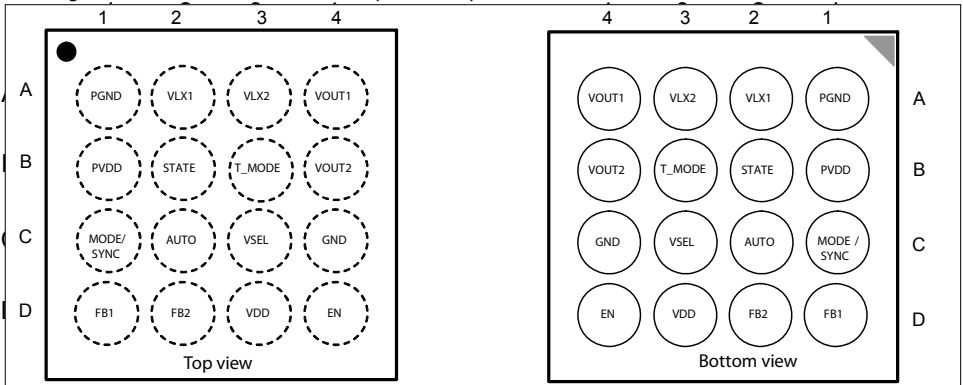 1 2 3 4
A PGND VLX1 VLX2 VOUT1
B PVDD STATE T_MODE VOUT2
C MODE/ SYNC AUTO VSEL GND
D FB1 FB2 VDD EN
Top view
4 3 2 1
VOUT1 VLX2 VLX1 PGND A
VOUT2 T_MODE STATE PVDD B
GND VSEL AUTO MODE / SYNC C
EN VDD FB2 FB1 D
Bottom view